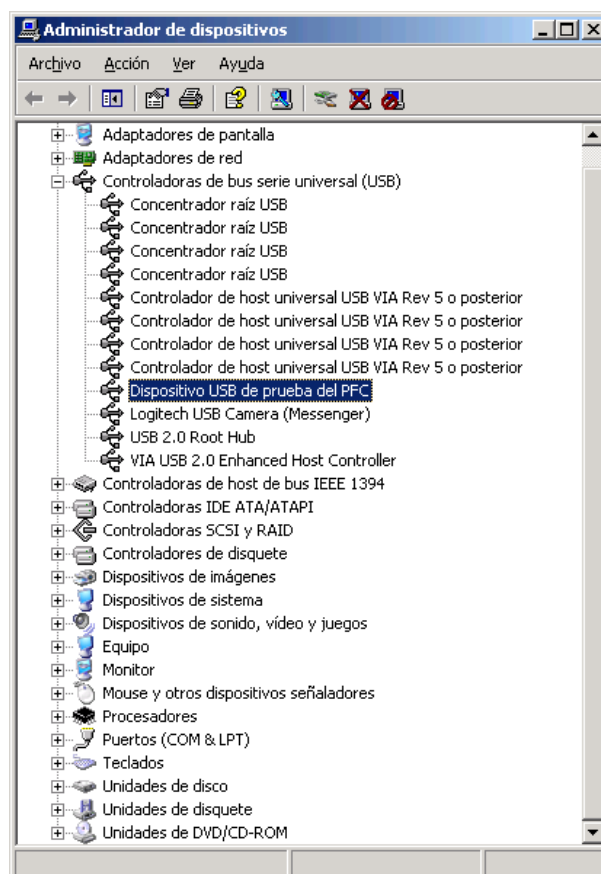 Administrador de dispositivos
Archivo Acción Ver Ayuda
Adaptadores de pantalla
Adaptadores de red
Controladoras de bus serie universal (USB)
Concentrador raíz USB
Concentrador raíz USB
Concentrador raíz USB
Concentrador raíz USB
Controlador de host universal USB VIA Rev 5 o posterior
Controlador de host universal USB VIA Rev 5 o posterior
Controlador de host universal USB VIA Rev 5 o posterior
Controlador de host universal USB VIA Rev 5 o posterior
Dispositivo USB de prueba del PFC
Logitech USB Camera (Messenger)
USB 2.0 Root Hub
VIA USB 2.0 Enhanced Host Controller
Controladoras de host de bus IEEE 1394
Controladoras IDE ATA/ATAPI
Controladoras SCSI y RAID
Controladores de disquete
Dispositivos de imágenes
Dispositivos de sistema
Dispositivos de sonido, vídeo y juegos
Equipo
Monitor
Mouse y otros dispositivos señaladores
Procesadores
Puertos (COM & LPT)
Teclados
Unidades de disco
Unidades de disquete
Unidades de DVD/CD-ROM